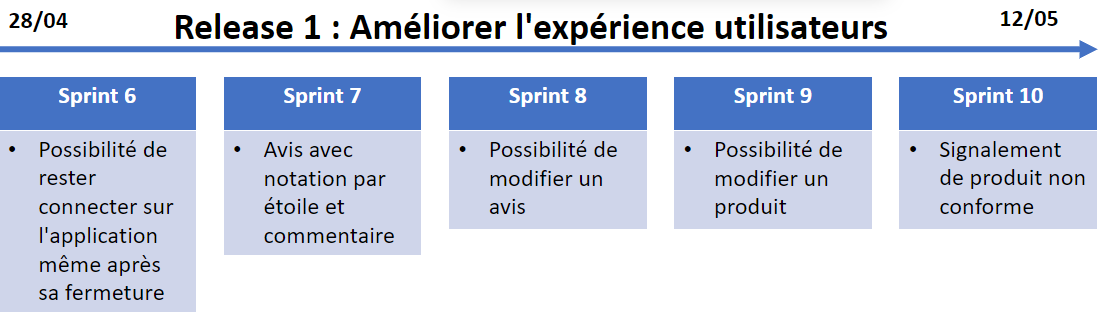 28/04
Release 1 : Améliorer l'expérience utilisateurs
12/05
Sprint 6
• Possibilité de
rester
connecter sur
l'application
même après
sa fermeture
Sprint 7
• Avis avec
notation par
étoile et
commentaire
Sprint 8
• Possibilité de
modifier un
avis
Sprint 9
• Possibilité de
modifier un
produit
Sprint 10
• Signalement
de produit non
conforme